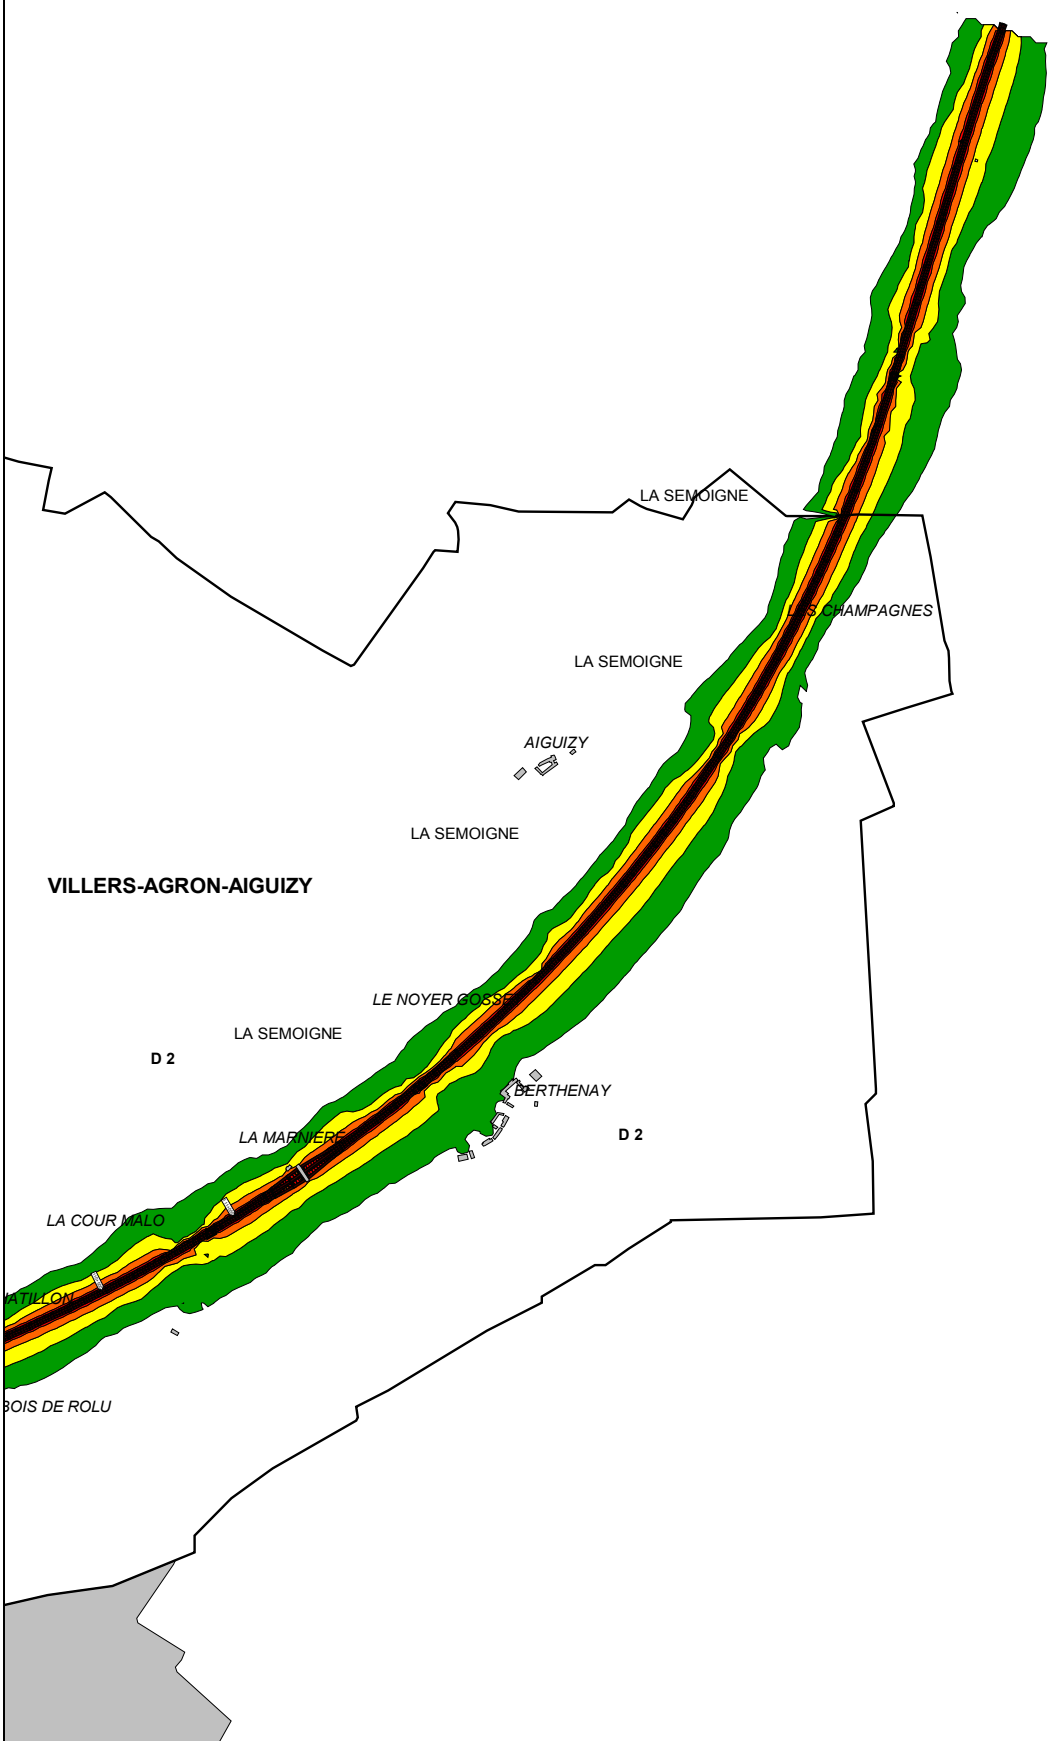 LA SEMOIGNE
CHAMPAGNES
LA SEMOIGNE
AIGUIZY
LA SEMOIGNE
VILLERS-AGRON-AIGUIZY
LE NOYER GOSSE
LA SEMOIGNE
D 2
BERTHENAY
D 2
LA MARNIERE
LA COUR MALO
HATILLON
BOIS DE ROLU